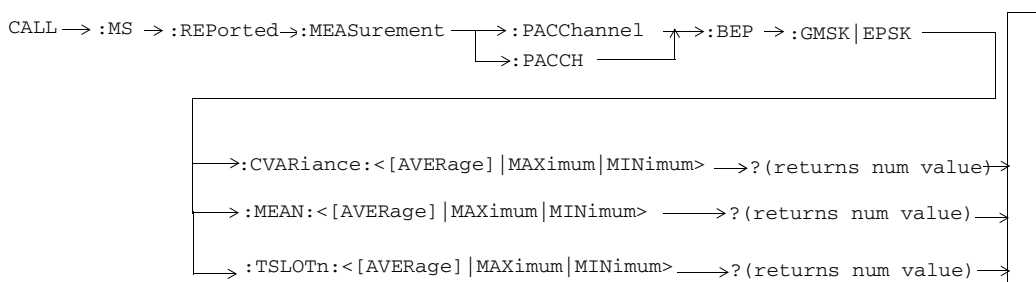 CALL :MS :REPorted :MEASurement :PACChannel :BEP :GMSK|EPSK
:PACCH
:CVARiance:<[AVERage]|MAXimum|MINimum> ?(returns num value)
:MEAN:<[AVERage]|MAXimum|MINimum> ?(returns num value)
:TSLOTn:<[AVERage]|MAXimum|MINimum> ?(returns num value)